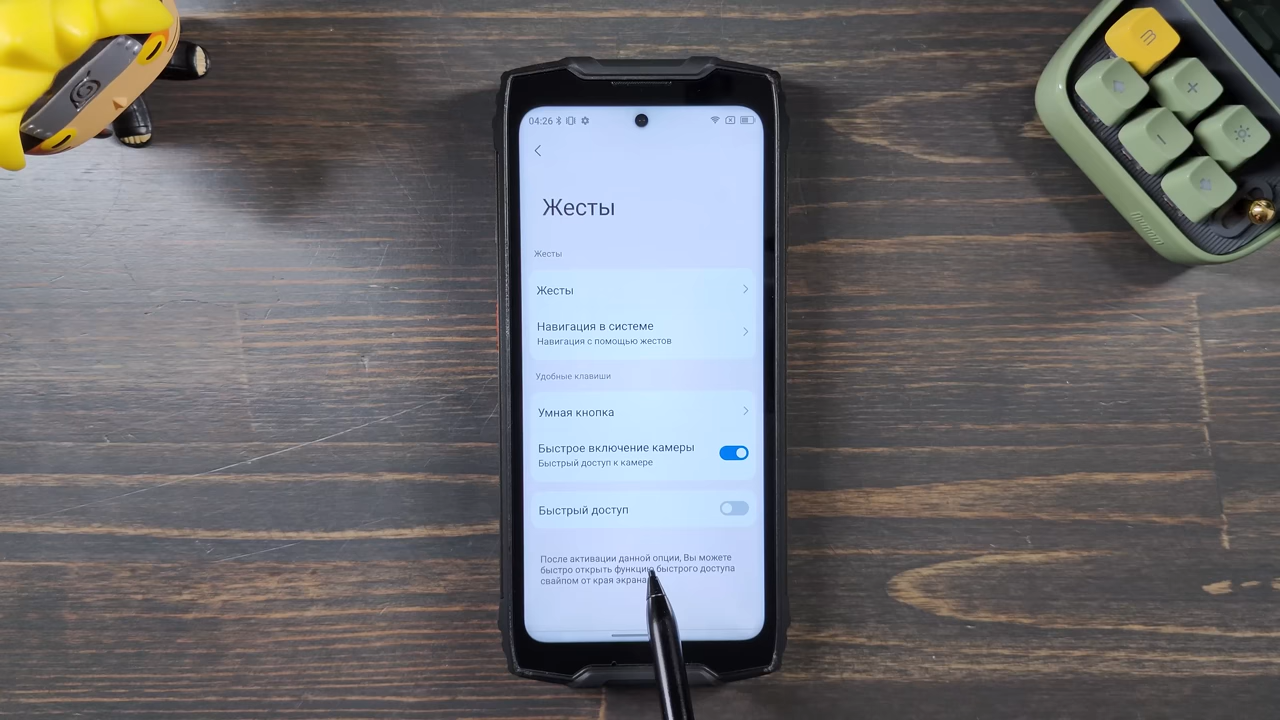 04:26
Жесты
Жесты
Жесты
Навигация в системе
Навигация с помощью жестов
Удобные клавиши
Умная кнопка
Быстрое включение камеры
Быстрый доступ к камере
Быстрый доступ
После активации данной опции, Вы можете
быстро открыть функцию быстрого доступа
свайпом от края экрана